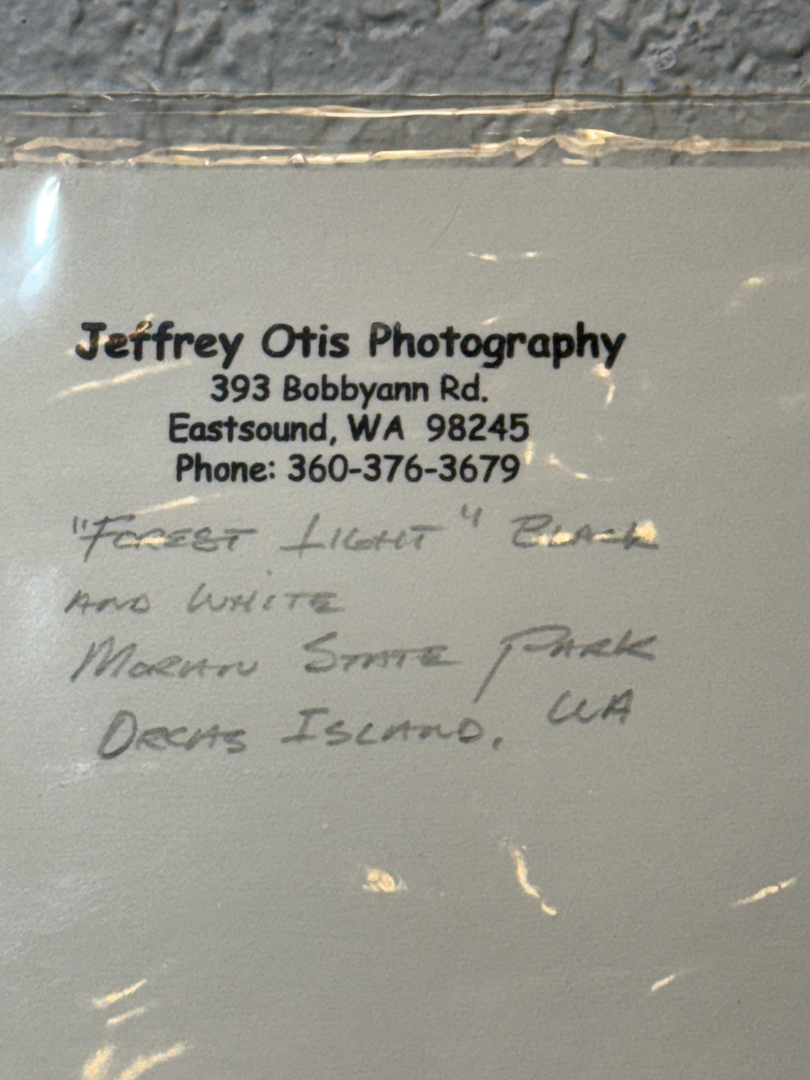 Jeffrey Otis Photography
393 Bobbyann Rd.
Eastsound, WA 98245
Phone: 360-376-3679
"FOREST LIGHT" BLACK
AND WHITE
MORAN STATE PARK
ORCAS ISLAND, WA